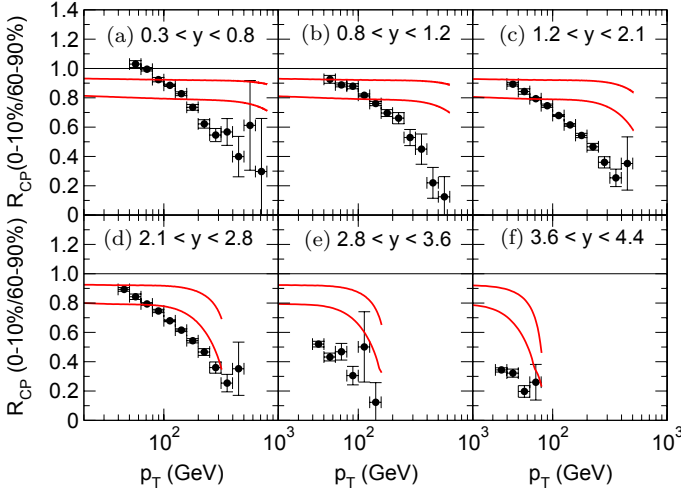 R_CP (0-10%/60-90%)
1.4
1.2
1.0
0.8
0.6
0.4
0.2
0
(a) 0.3 < y < 0.8
(b) 0.8 < y < 1.2
(c) 1.2 < y < 2.1
R_CP (0-10%/60-90%)
1.2
1.0
0.8
0.6
0.4
0.2
0
(d) 2.1 < y < 2.8
(e) 2.8 < y < 3.6
(f) 3.6 < y < 4.4
10^2 10^3 10^2 10^3 10^2 10^3
p_T (GeV) p_T (GeV) p_T (GeV)